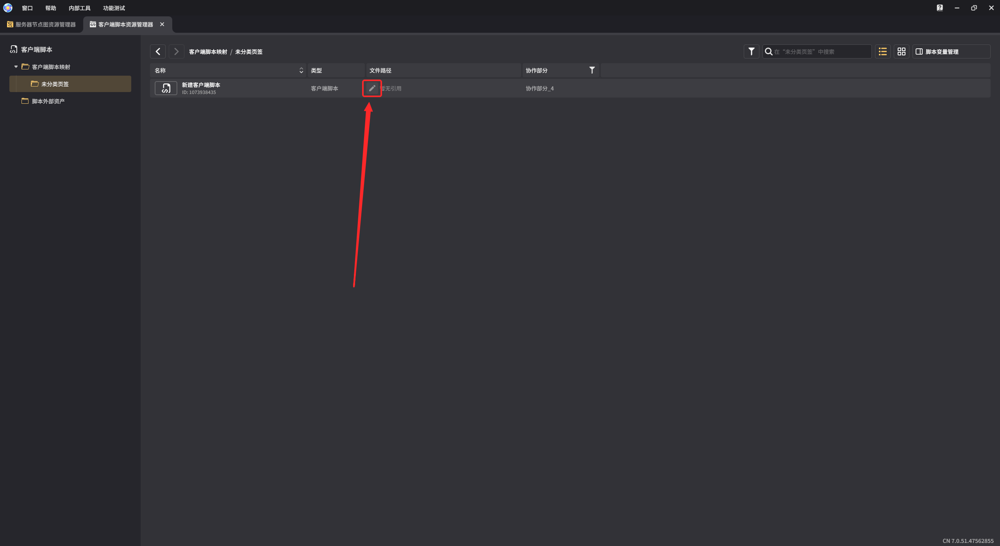 窗口 帮助 内部工具 功能测试
服务器节点图资源管理器 客户端脚本资源管理器
客户端脚本
客户端脚本映射
未分类页签
脚本外部资产
客户端脚本映射 / 未分类页签
在“未分类页签”中搜索
脚本变量管理
名称 类型 文件路径 协作部分
新建客户端脚本
ID: 1073938435
客户端脚本 暂无引用 协作部分_4
CN 7.0.51.47562855